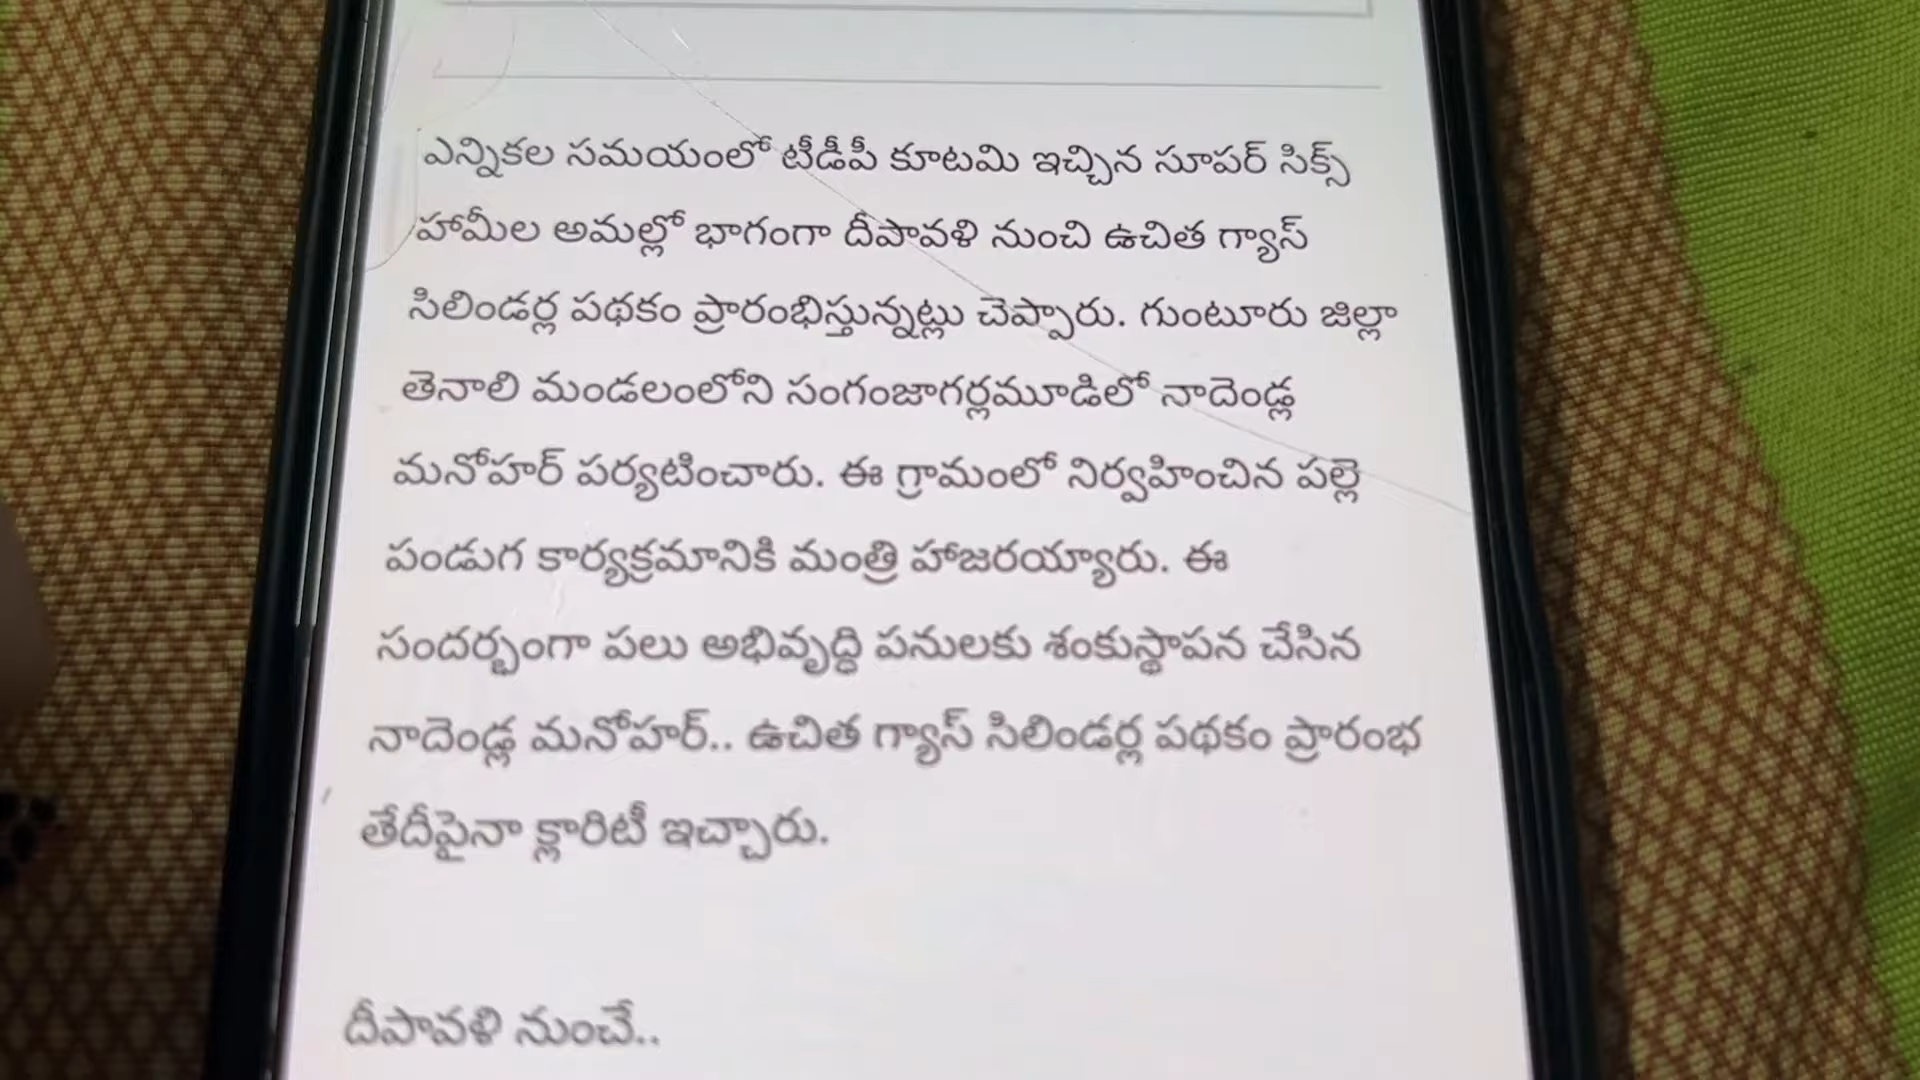 ఎన్నికల సమయంలో టీడీపీ కూటమి ఇచ్చిన సూపర్ సిక్స్
హామీల అమల్లో భాగంగా దీపావళి నుంచి ఉచిత గ్యాస్
సిలిండర్ల పథకం ప్రారంభిస్తున్నట్లు చెప్పారు. గుంటూరు జిల్లా
తెనాలి మండలంలోని సంగంజాగర్లమూడిలో నాదెండ్ల
మనోహర్ పర్యటించారు. ఈ గ్రామంలో నిర్వహించిన పల్లె
పండుగ కార్యక్రమానికి మంత్రి హాజరయ్యారు. ఈ
సందర్భంగా పలు అభివృద్ధి పనులకు శంకుస్థాపన చేసిన
నాదెండ్ల మనోహర్.. ఉచిత గ్యాస్ సిలిండర్ల పథకం ప్రారంభ
తేదీపైనా క్లారిటీ ఇచ్చారు.
దీపావళి నుంచే..